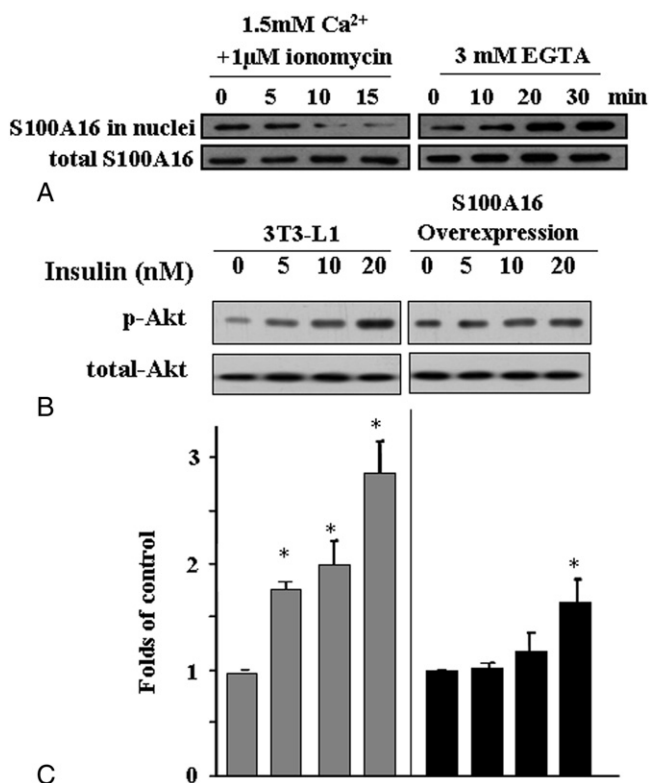 1.5mM Ca²⁺
+1μM ionomycin
3 mM EGTA
0 5 10 15 0 10 20 30 min
S100A16 in nuclei
total S100A16
A
3T3-L1
S100A16
Overexpression
Insulin (nM) 0 5 10 20 0 5 10 20
p-Akt
total-Akt
B
Folds of control
3
2
1
0
* * * *
C